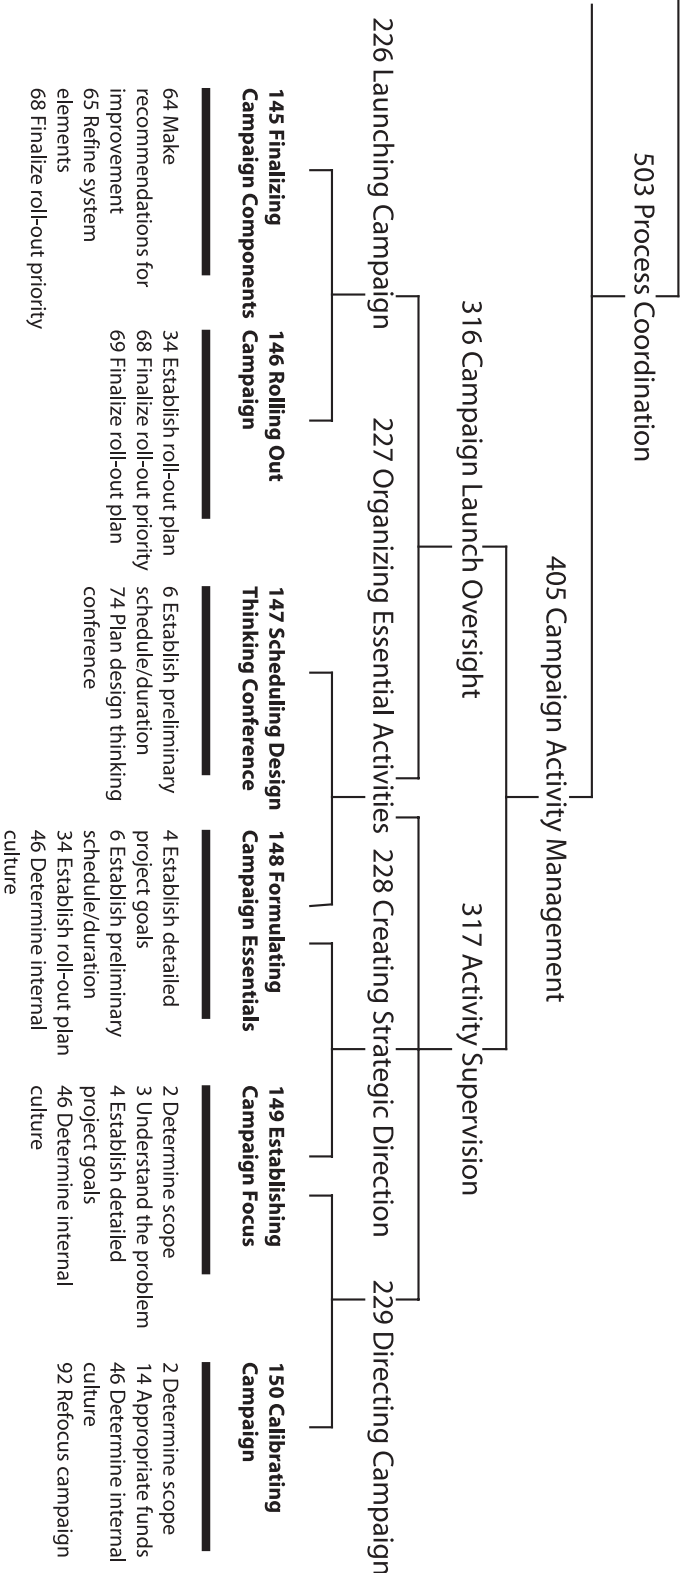 503 Process Coordination
405 Campaign Activity Management
316 Campaign Launch Oversight
317 Activity Supervision
226 Launching Campaign
227 Organizing Essential Activities
228 Creating Strategic Direction
229 Directing Campaign
145 Finalizing
Campaign Components
64 Make
recommendations for
improvement
65 Refine system
elements
68 Finalize roll-out priority
146 Rolling Out
Campaign
34 Establish roll-out plan
68 Finalize roll-out priority
69 Finalize roll-out plan
147 Scheduling Design
Thinking Conference
6 Establish preliminary
schedule/duration
74 Plan design thinking
conference
148 Formulating
Campaign Essentials
4 Establish detailed
project goals
6 Establish preliminary
schedule/duration
34 Establish roll-out plan
46 Determine internal
culture
149 Establishing
Campaign Focus
2 Determine scope
3 Understand the problem
4 Establish detailed
project goals
46 Determine internal
culture
150 Calibrating
Campaign
2 Determine scope
14 Appropriate funds
46 Determine internal
culture
92 Refocus campaign